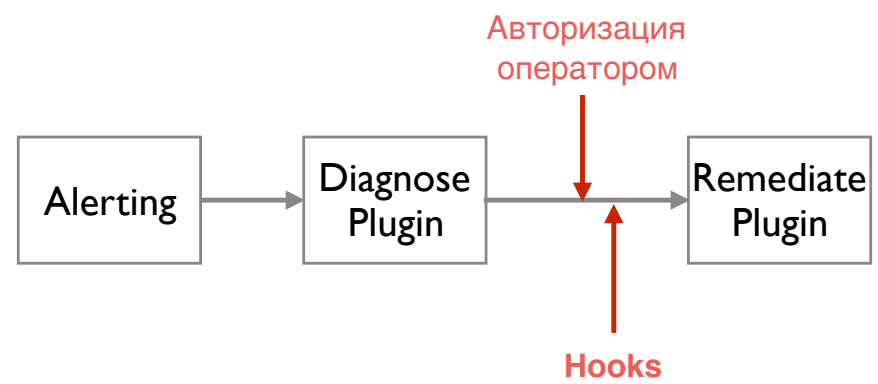 Авторизация
оператором
Alerting
Diagnose
Plugin
Remediate
Plugin
Hooks